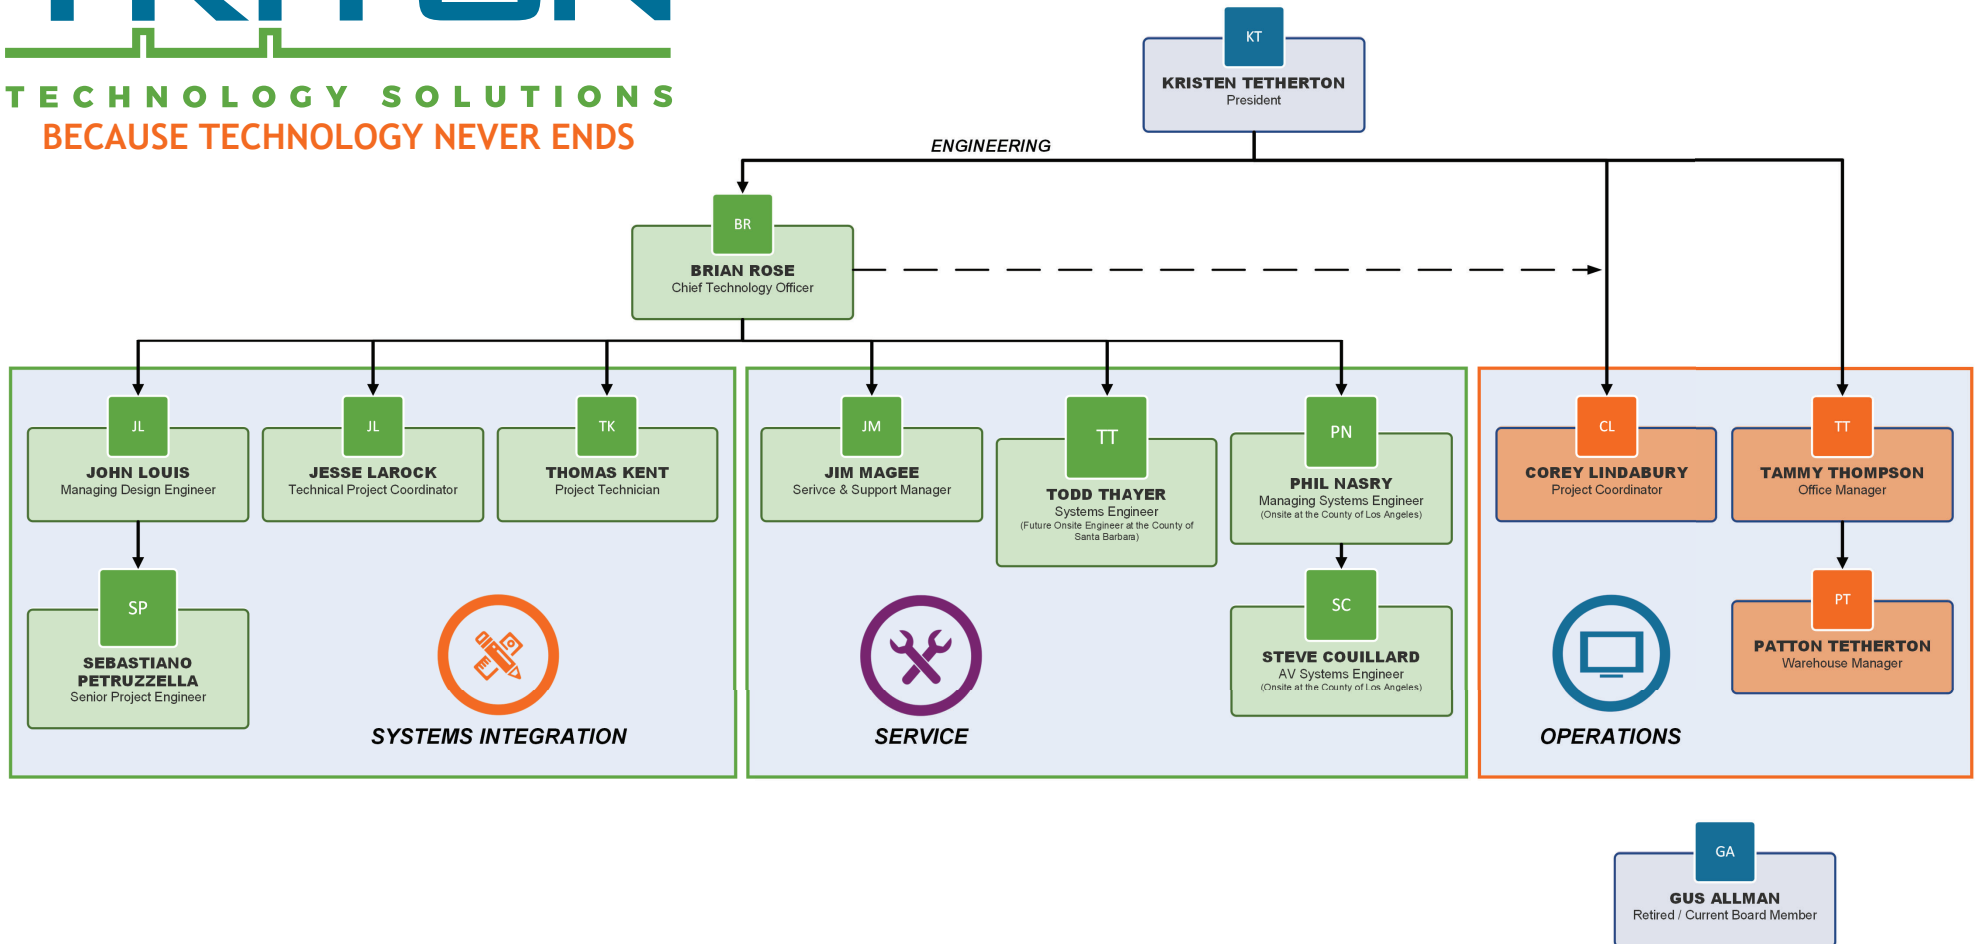 TRITON
TECHNOLOGY SOLUTIONS
BECAUSE TECHNOLOGY NEVER ENDS
KT
KRISTEN TETHERTON
President
ENGINEERING
BR
BRIAN ROSE
Chief Technology Officer
JL
JOHN LOUIS
Managing Design Engineer
JL
JESSE LAROCK
Technical Project Coordinator
TK
THOMAS KENT
Project Technician
SP
SEBASTIANO
PETRUZZELLA
Senior Project Engineer
SYSTEMS INTEGRATION
JM
JIM MAGEE
Serivce & Support Manager
TT
TODD THAYER
Systems Engineer
(Future Onsite Engineer at the County of
Santa Barbara)
PN
PHIL NASRY
Managing Systems Engineer
(Onsite at the County of Los Angeles)
SC
STEVE COUILLARD
AV Systems Engineer
(Onsite at the County of Los Angeles)
SERVICE
CL
COREY LINDABURY
Project Coordinator
TT
TAMMY THOMPSON
Office Manager
PT
PATTON TETHERTON
Warehouse Manager
OPERATIONS
GA
GUS ALLMAN
Retired / Current Board Member